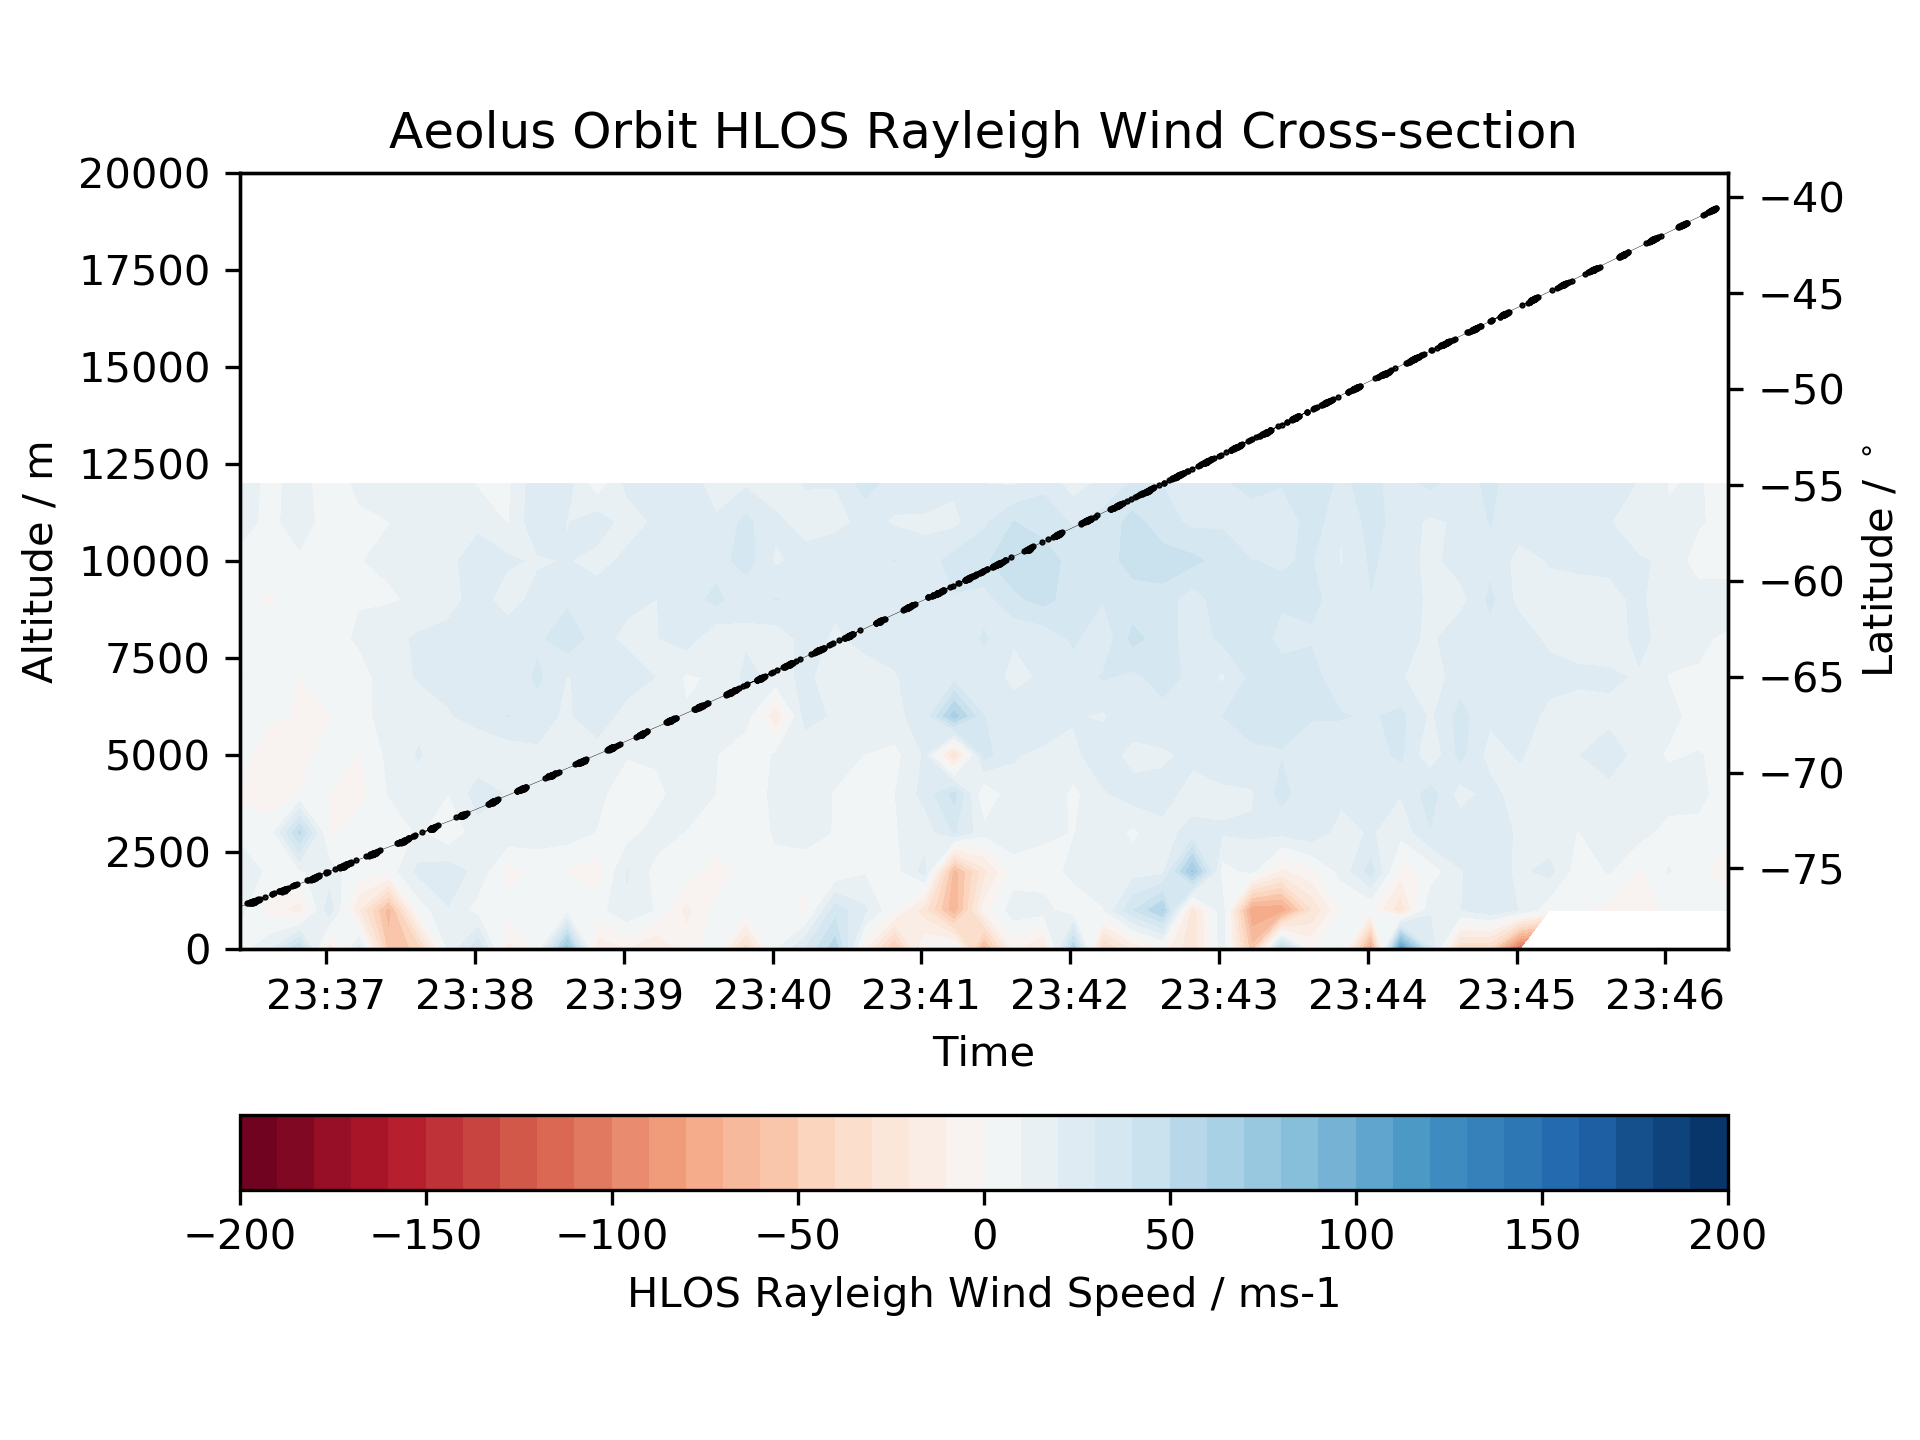 Aeolus Orbit HLOS Rayleigh Wind Cross-section
20000
17500
15000
12500
10000
7500
5000
2500
0
Altitude / m
−40
−45
−50
−55
−60
−65
−70
−75
Latitude / °
23:37 23:38 23:39 23:40 23:41 23:42 23:43 23:44 23:45 23:46
Time
−200 −150 −100 −50 0 50 100 150 200
HLOS Rayleigh Wind Speed / ms-1